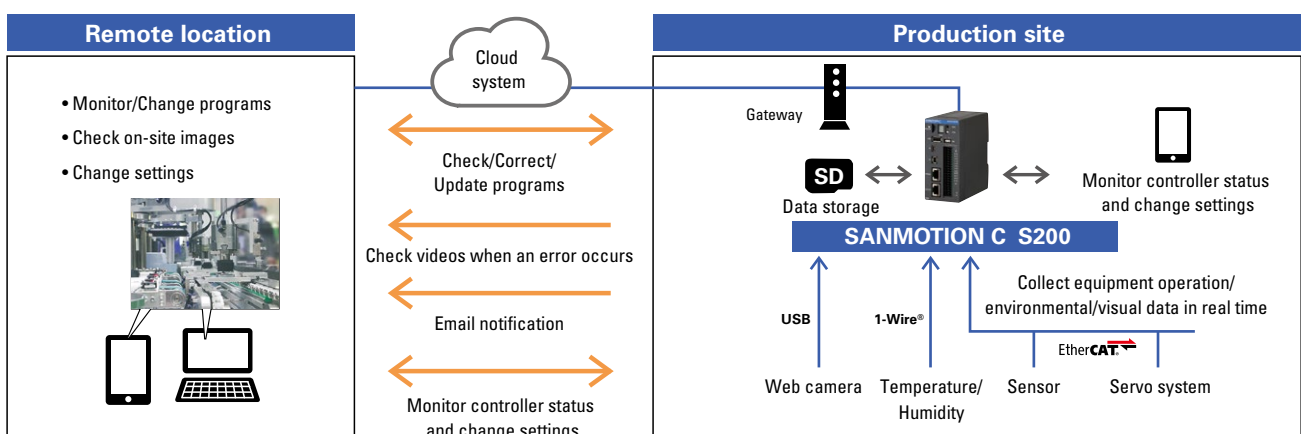 Remote location
• Monitor/Change programs
• Check on-site images
• Change settings
Cloud
system
Check/Correct/
Update programs
Check videos when an error occurs
Email notification
Monitor controller status
and change settings
Production site
Gateway
SD
Data storage
Monitor controller status
and change settings
SANMOTION C S200
Collect equipment operation/
environmental/visual data in real time
USB
1-Wire®
EtherCAT®
Web camera
Temperature/
Humidity
Sensor
Servo system